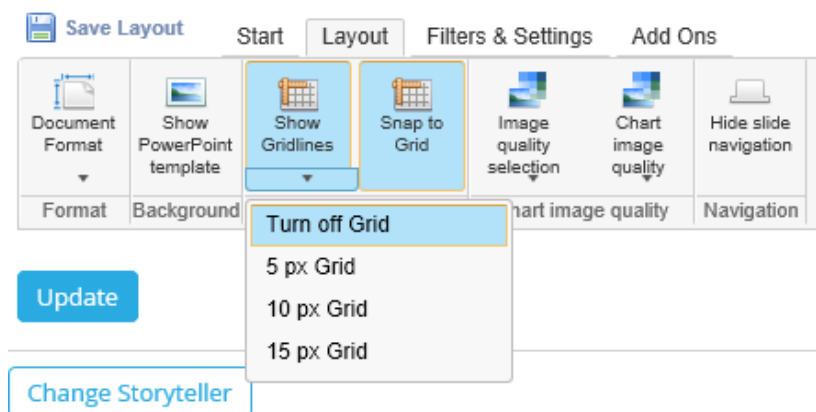 Save Layout
Start Layout Filters & Settings Add Ons
Document Format
Show PowerPoint template
Show Gridlines
Snap to Grid
Image quality selection
Chart image quality
Hide slide navigation
Format Background hart image quality Navigation
Turn off Grid
5 px Grid
10 px Grid
15 px Grid
Update
Change Storyteller